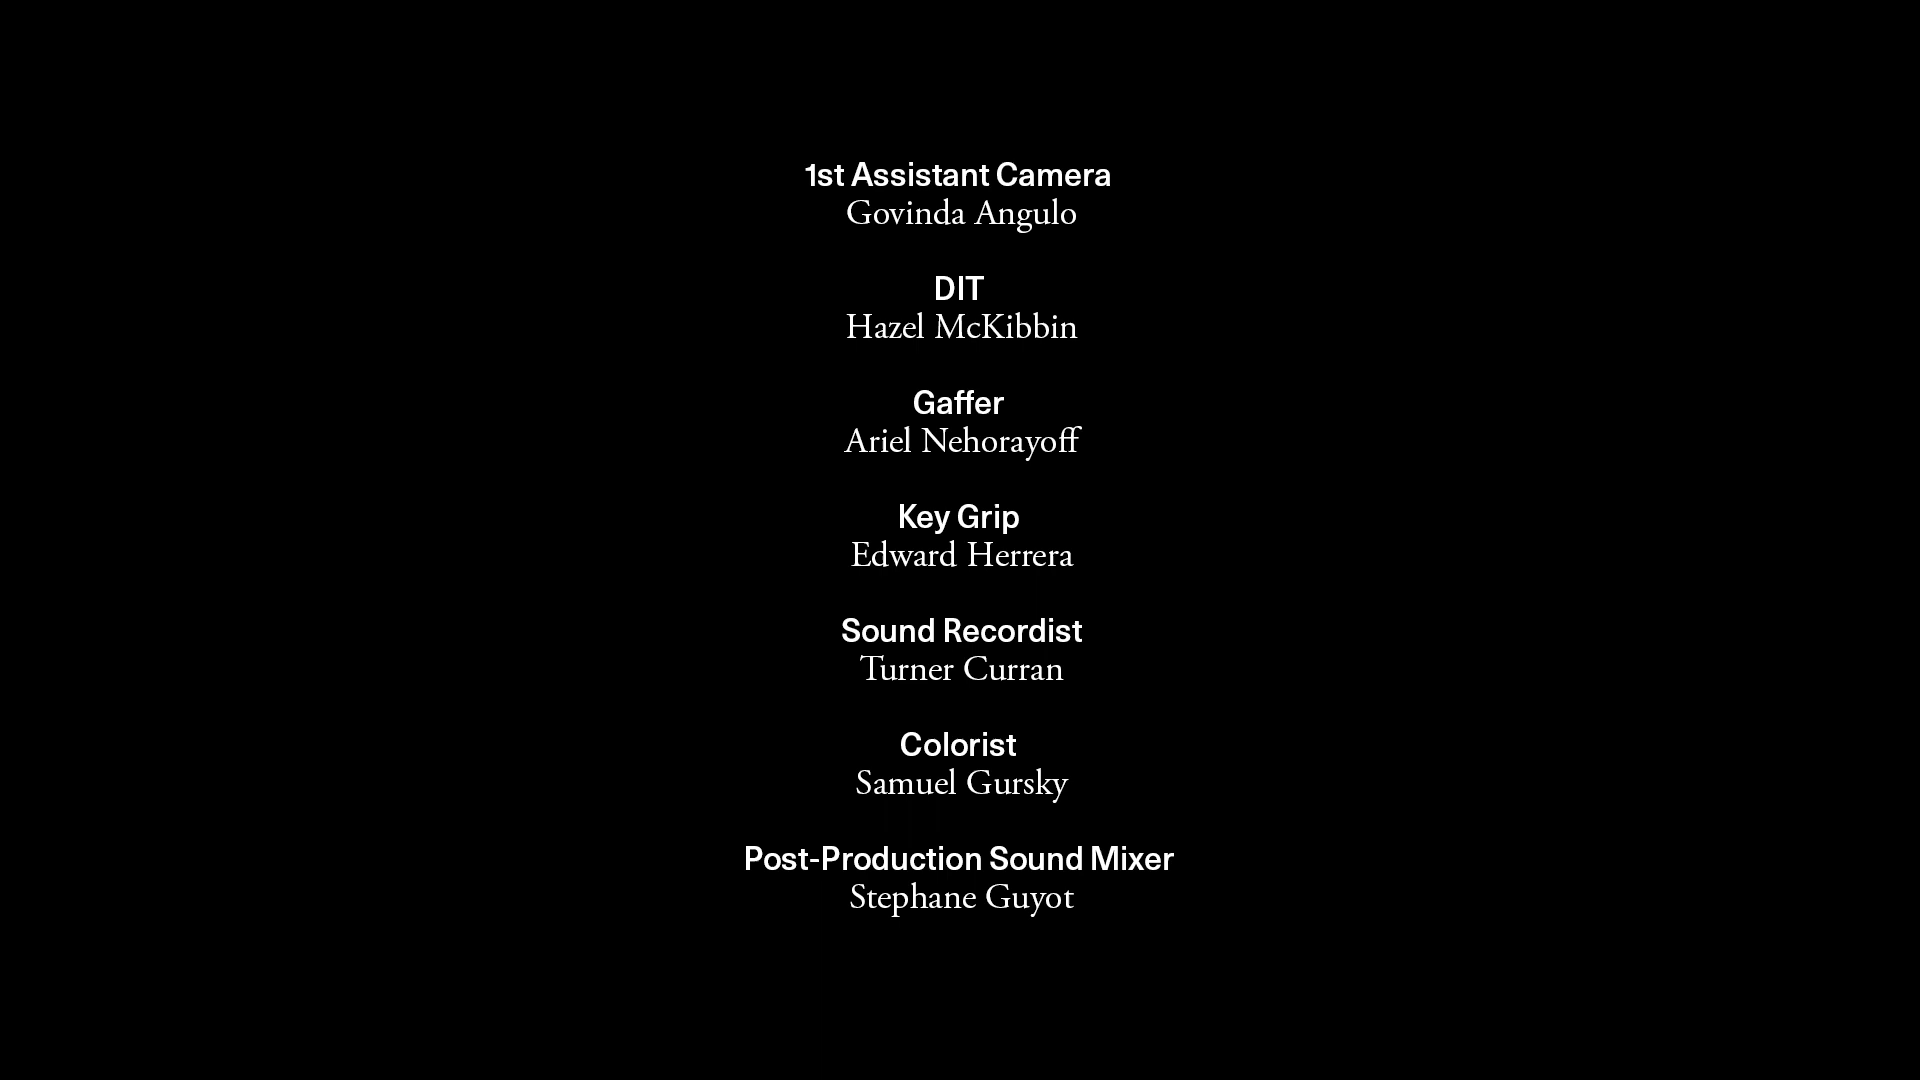 1st Assistant Camera
Govinda Angulo
DIT
Hazel McKibbin
Gaffer
Ariel Nehorayoff
Key Grip
Edward Herrera
Sound Recordist
Turner Curran
Colorist
Samuel Gursky
Post-Production Sound Mixer
Stephane Guyot